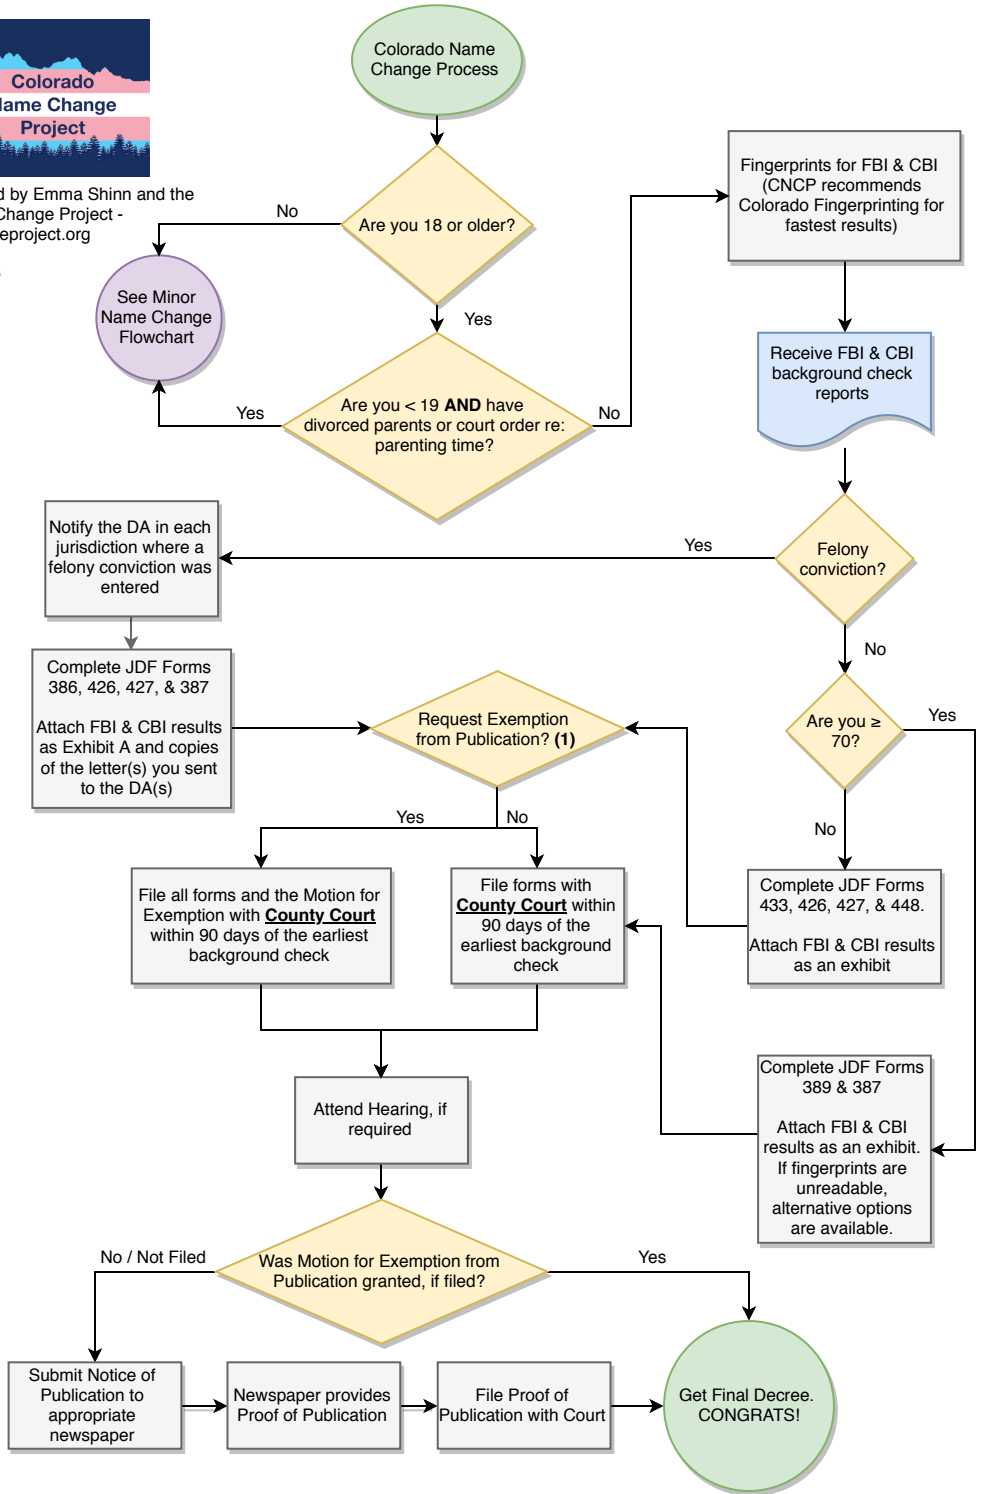 Colorado Name
Change Process
Colorado
Name Change
Project
d by Emma Shinn and the
Change Project -
eproject.org
Are you 18 or older?
No
Yes
See Minor
Name Change
Flowchart
Are you < 19 AND have
divorced parents or court order re:
parenting time?
Yes
No
Fingerprints for FBI & CBI
(CNCP recommends
Colorado Fingerprinting for
fastest results)
Receive FBI & CBI
background check
reports
Felony
conviction?
Yes
No
Notify the DA in each
jurisdiction where a
felony conviction was
entered
Complete JDF Forms
386, 426, 427, & 387
Attach FBI & CBI results
as Exhibit A and copies
of the letter(s) you sent
to the DA(s)
Request Exemption
from Publication? (1)
Yes
No
Are you ≥
70?
Yes
No
File all forms and the Motion for
Exemption with County Court
within 90 days of the earliest
background check
File forms with
County Court within
90 days of the
earliest background
check
Complete JDF Forms
433, 426, 427, & 448.
Attach FBI & CBI results
as an exhibit
Complete JDF Forms
389 & 387
Attach FBI & CBI
results as an exhibit.
If fingerprints are
unreadable,
alternative options
are available.
Attend Hearing, if
required
Was Motion for Exemption from
Publication granted, if filed?
No / Not Filed
Yes
Submit Notice of
Publication to
appropriate
newspaper
Newspaper provides
Proof of Publication
File Proof of
Publication with Court
Get Final Decree.
CONGRATS!